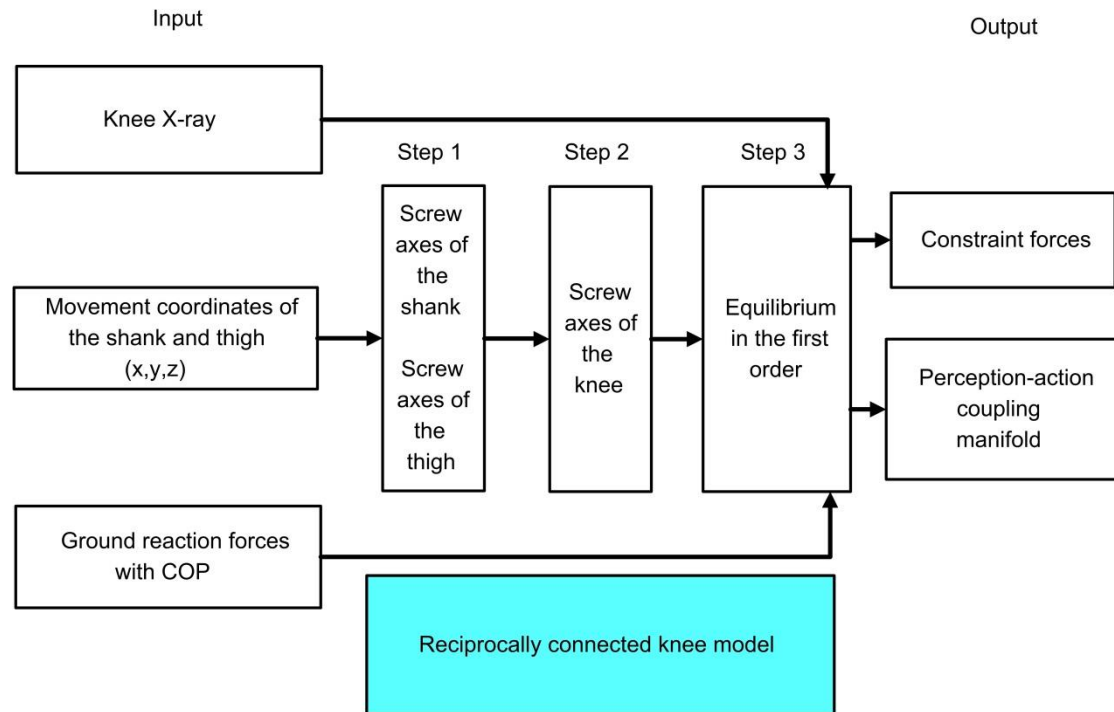 Input
Output
Knee X-ray
Step 1
Step 2
Step 3
Screw
axes of
the
shank
Screw
axes of
the
thigh
Screw
axes of
the
knee
Equilibrium
in the first
order
Constraint forces
Movement coordinates of
the shank and thigh
(x,y,z)
Perception-action
coupling
manifold
Ground reaction forces
with COP
Reciprocally connected knee model